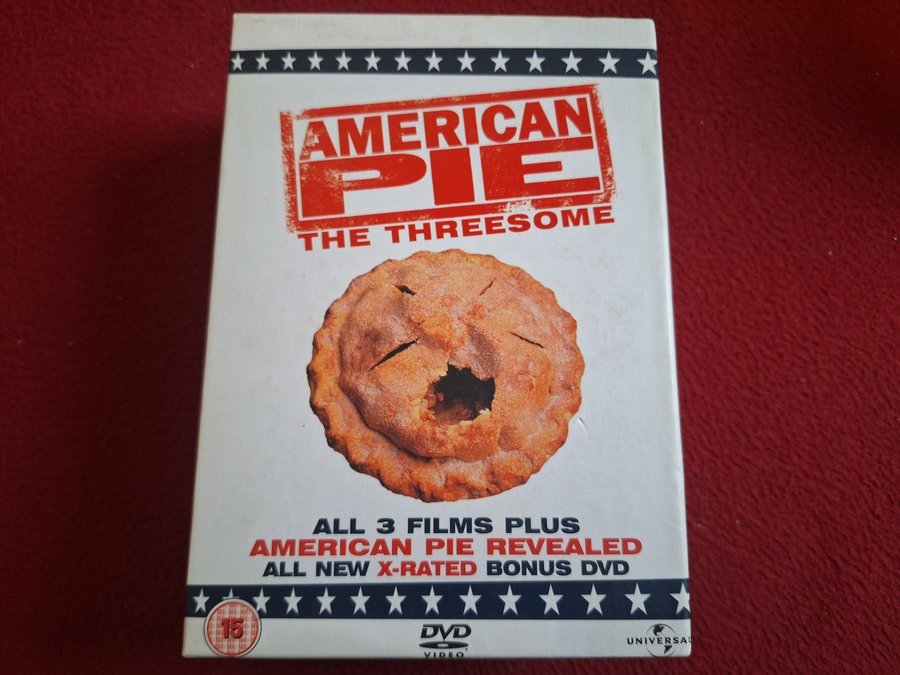 AMERICAN
PIE
THE THREESOME
ALL 3 FILMS PLUS
AMERICAN PIE REVEALED
ALL NEW X-RATED BONUS DVD
15
DVD
VIDEO
UNIVERSAL